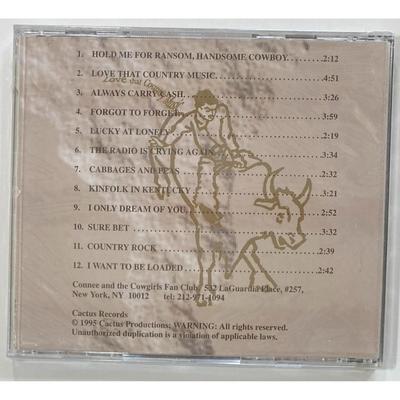 1. HOLD ME FOR RANSOM, HANDSOME COWBOY..2:12
2. LOVE THAT COUNTRY MUSIC............4:51
Love that Country Music
3. ALWAYS CARRY CASH..................3:26
4. FORGOT TO FORGET...................3:59
5. LUCKY AT LONELY....................2:19
6. THE RADIO IS CRYING AGAIN..........3:34
7. CABBAGES AND PEAS..................2:32
8. KINFOLK IN KENTUCKY................3:21
9. I ONLY DREAM OF YOU................2:52
10. SURE BET..........................3:32
11. COUNTRY ROCK......................2:39
12. I WANT TO BE LOADED...............2:42
Connee and the Cowgirls Fan Club, 532 LaGuardia Place, #257,
New York, NY 10012 tel: 212-971-1094
Cactus Records
© 1995 Cactus Productions; WARNING: All rights reserved.
Unauthorized duplication is a violation of applicable laws.